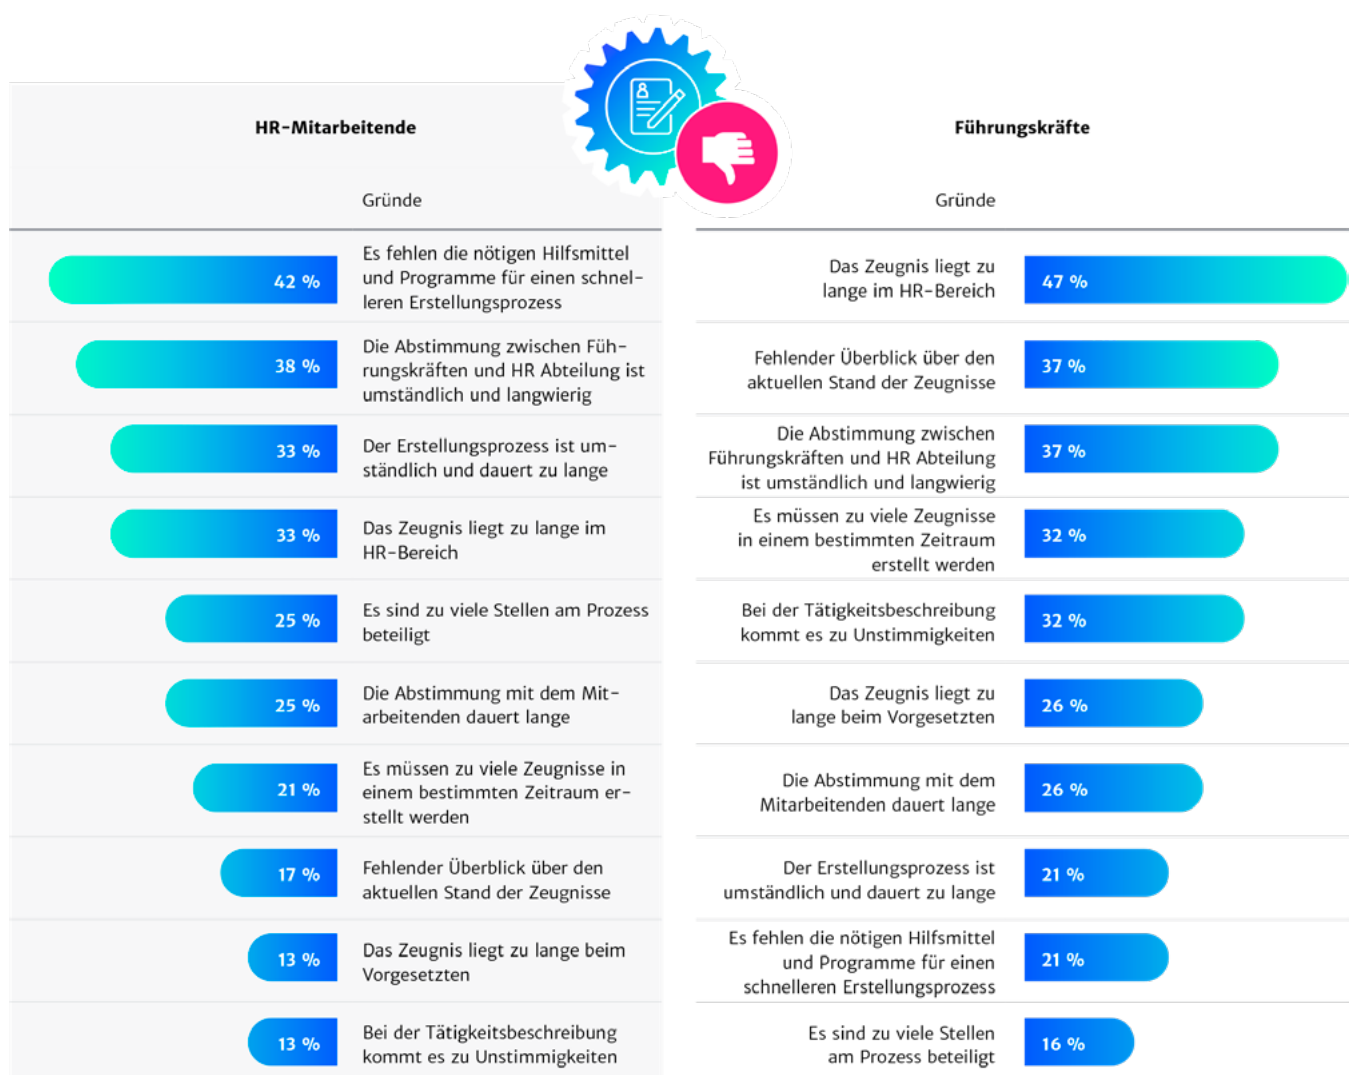 HR-Mitarbeitende
Gründe
42 %
Es fehlen die nötigen Hilfsmittel
und Programme für einen schnel-
leren Erstellungsprozess
38 %
Die Abstimmung zwischen Füh-
rungskräften und HR Abteilung ist
umständlich und langwierig
33 %
Der Erstellungsprozess ist um-
ständlich und dauert zu lange
33 %
Das Zeugnis liegt zu lange im
HR-Bereich
25 %
Es sind zu viele Stellen am Prozess
beteiligt
25 %
Die Abstimmung mit dem Mit-
arbeitenden dauert lange
21 %
Es müssen zu viele Zeugnisse in
einem bestimmten Zeitraum er-
stellt werden
17 %
Fehlender Überblick über den
aktuellen Stand der Zeugnisse
13 %
Das Zeugnis liegt zu lange beim
Vorgesetzten
13 %
Bei der Tätigkeitsbeschreibung
kommt es zu Unstimmigkeiten
Führungskräfte
Gründe
Das Zeugnis liegt zu
lange im HR-Bereich
47 %
Fehlender Überblick über den
aktuellen Stand der Zeugnisse
37 %
Die Abstimmung zwischen
Führungskräften und HR Abteilung
ist umständlich und langwierig
37 %
Es müssen zu viele Zeugnisse
in einem bestimmten Zeitraum
erstellt werden
32 %
Bei der Tätigkeitsbeschreibung
kommt es zu Unstimmigkeiten
32 %
Das Zeugnis liegt zu
lange beim Vorgesetzten
26 %
Die Abstimmung mit dem
Mitarbeitenden dauert lange
26 %
Der Erstellungsprozess ist
umständlich und dauert zu lange
21 %
Es fehlen die nötigen Hilfsmittel
und Programme für einen
schnelleren Erstellungsprozess
21 %
Es sind zu viele Stellen
am Prozess beteiligt
16 %